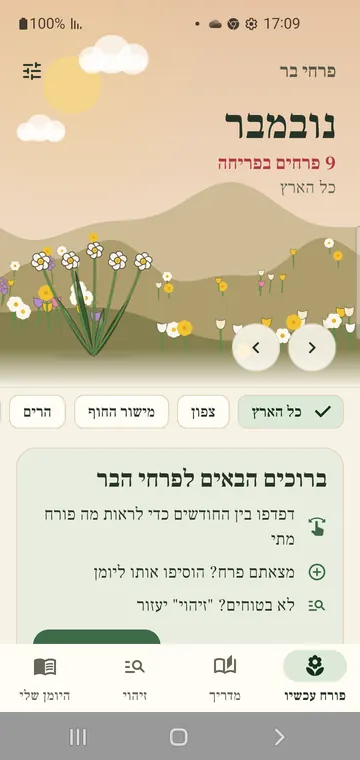 100% 17:09
פרחי בר
נובמבר
9 פרחים בפריחה
כל הארץ
כל הארץ
צפון
מישור החוף
הרים
ברוכים הבאים לפרחי הבר
דפדפו בין החודשים כדי לראות מה פורח
מתי
מצאתם פרח? הוסיפו אותו ליומן
לא בטוחים? "זיהוי" יעזור
פורח עכשיו
מדריך
זיהוי
היומן שלי